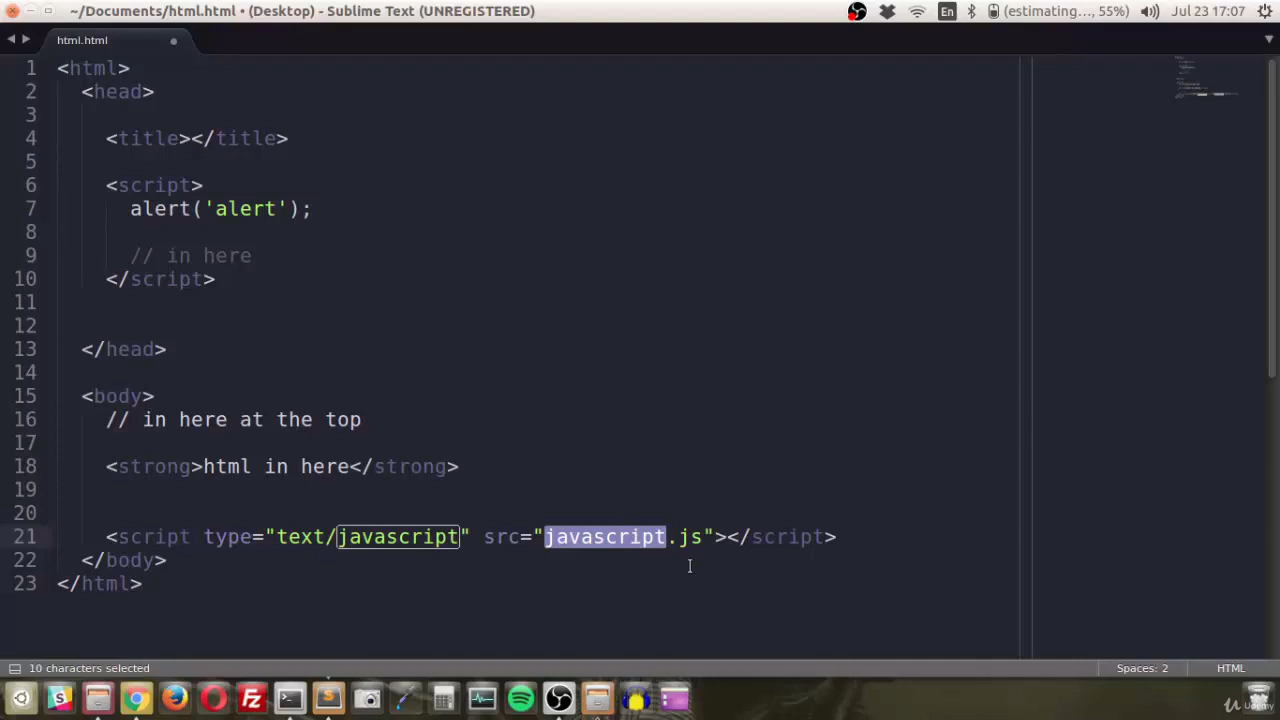 ~/Documents/html.html • (Desktop) - Sublime Text (UNREGISTERED)
En
(estimating..., 55%)
Jul 23 17:07
html.html
1 <html>
2 <head>
3
4 <title></title>
5
6 <script>
7 alert('alert');
8
9 // in here
10 </script>
11
12
13 </head>
14
15 <body>
16 // in here at the top
17
18 <strong>html in here</strong>
19
20
21 <script type="text/javascript" src="javascript.js"></script>
22 </body>
23 </html>
10 characters selected
Spaces: 2
HTML
Udemy